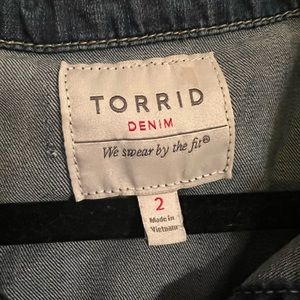 TORRID
DENIM
We swear by the fit®
2
Made in
Vietnam